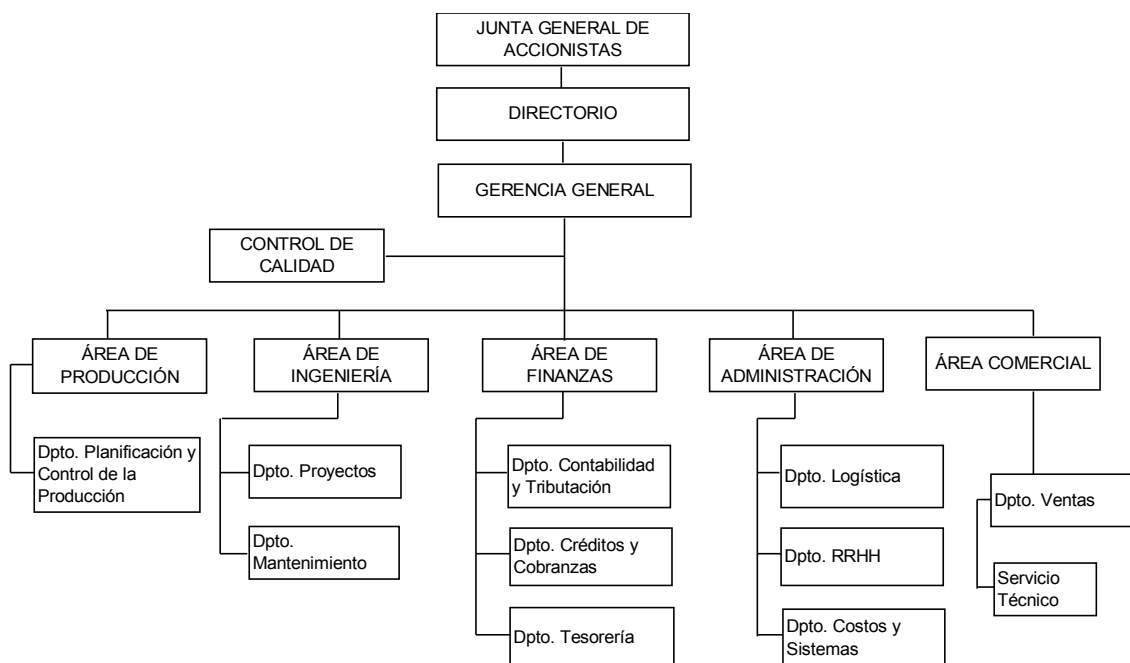 JUNTA GENERAL DE
ACCIONISTAS
DIRECTORIO
GERENCIA GENERAL
CONTROL DE
CALIDAD
ÁREA DE
PRODUCCIÓN
ÁREA DE
INGENIERÍA
ÁREA DE
FINANZAS
ÁREA DE
ADMINISTRACIÓN
ÁREA COMERCIAL
Dpto. Planificación y
Control de la
Producción
Dpto. Proyectos
Dpto.
Mantenimiento
Dpto. Contabilidad
y Tributación
Dpto. Créditos y
Cobranzas
Dpto. Tesorería
Dpto. Logística
Dpto. RRHH
Dpto. Costos y
Sistemas
Dpto. Ventas
Servicio
Técnico